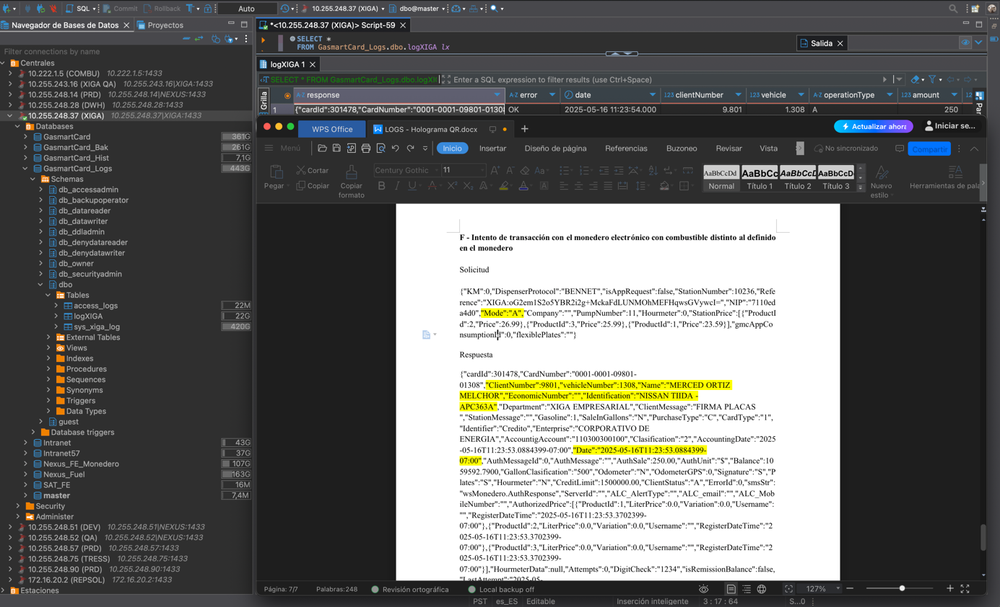 SQL
Commit
Rollback
Auto
10.255.248.37 (XIGA)
dbo@master
Navegador de Bases de Datos
Proyectos
Filter connections by name
Centrales
10.222.1.5 (COMBU) 10.222.1.5:1433
10.255.243.16 (XIGA QA) 10.255.243.16|XIGA:1433
10.255.248.14 (PRD) 10.255.248.14|NEXUS:1433
10.255.248.28 (DWH) 10.255.248.28:1433
10.255.248.37 (XIGA) 10.255.248.37|XIGA:1433
Databases
GasmartCard 361G
GasmartCard_Bak 261G
GasmartCard_Hist 7,1G
GasmartCard_Logs 443G
Schemas
db_accessadmin
db_backupoperator
db_datareader
db_datawriter
db_ddladmin
db_denydatareader
db_denydatawriter
db_owner
db_securityadmin
dbo
Tables
access_logs 22M
logXIGA 22G
sys_xiga_log 420G
External Tables
Views
Indexes
Procedures
Sequences
Synonyms
Triggers
Data Types
guest
Database triggers
Intranet 43G
Intranet57 37G
Nexus_FE_Monedero 107G
Nexus_Fuel 163G
SAT_FE 16M
master 7,4M
Security
Administer
10.255.248.51 (DEV) 10.255.248.51|NEXUS:1433
10.255.248.52 (QA) 10.255.248.52|NEXUS:1433
10.255.248.57 (PRD) 10.255.248.57:1433
10.255.248.75 (TRESS) 10.255.248.75:1433
10.255.248.90 (PRD) 10.255.248.90:1433
172.16.20.2 (REPSOL) 172.16.20.2:1433
Estaciones
*<10.255.248.37 (XIGA)> Script-59
SELECT *
FROM GasmartCard_Logs.dbo.logXIGA lx
Salida
logXIGA 1
SELECT * FROM GasmartCard_Logs.dbo.logXI
Enter a SQL expression to filter results (use Ctrl+Space)
Grilla
response error date clientNumber vehicle operationType amount
1 {"cardId":301478,"CardNumber":"0001-0001-09801-0130 OK 2025-05-16 11:23:54.000 9.801 1.308 A 250
WPS Office
LOGS - Holograma QR.docx
Actualizar ahora
Iniciar se...
Menú
Inicio
Insertar
Diseño de página
Referencias
Buzoneo
Revisar
Vista
No sincronizado
Compartir
Pegar
Cortar
Copiar
Copiar
formato
Century Gothic
11
AaBbCcDd
Normal
AaBbCc
Título 1
AaBbCcD
Título 2
AaBbCcD
Título 3
Nuevo
estilo
Herramientas de pala
F - Intento de transacción con el monedero electrónico con combustible distinto al definido
en el monedero
Solicitud
{"KM":0,"DispenserProtocol":"BENNET","isAppRequest":false,"StationNumber":10236,"Refe
rence":"XIGA:oG2em1S2o5YBR2i2g+MckaFdLUNMOhMEFHqwsGVywcI=","NIP":"7110ed
a4d0","Mode":"A","Company":"","PumpNumber":11,"Hourmeter":0,"StationPrice":[{"ProductI
d":2,"Price":26.99},{"ProductId":3,"Price":25.99},{"ProductId":1,"Price":23.59}],"gmcAppCo
nsumptionId":0,"flexiblePlates":""}
Respuesta
{"cardId":301478,"CardNumber":"0001-0001-09801-
01308","ClientNumber":9801,"vehicleNumber":1308,"Name":"MERCED ORTIZ
MELCHOR","EconomicNumber":"","Identification":"NISSAN TIIDA -
APC363A","Department":"XIGA EMPRESARIAL","ClientMessage":"FIRMA PLACAS
","StationMessage":"","Gasoline":1,"SaleInGallons":"N","PurchaseType":"C","CardType":"1",
"Identifier":"Credito","Enterprise":"CORPORATIVO DE
ENERGIA","AccountigAccount":"110300300100","Clasification":"2","AccountingDate":"2025
-05-16T11:23:53.0884399-07:00","Date":"2025-05-16T11:23:53.0884399-
07:00","AuthMessageId":0,"AuthMessage":"","AuthSale":250.00,"AuthUnit":"$","Balance":10
59592.7900,"GallonClasification":"500","Odometer":"N","OdometerGPS":0,"Signature":"S","P
lates":"S","Hourmeter":"N","CreditLimit":1500000.00,"ClientStatus":"A","ErrorId":0,"smsStr":
"wsMonedero.AuthResponse","ServerId":"","ALC_AlertType":"","ALC_email":"","ALC_Mob
ileNumber":"","AuthorizedPrice":[{"ProductId":1,"LiterPrice":0.0,"Variation":0.0,"Username":
"","RegisterDateTime":"2025-05-16T11:23:53.3702399-
07:00"},{"ProductId":2,"LiterPrice":0.0,"Variation":0.0,"Username":"","RegisterDateTime":"2
025-05-16T11:23:53.3702399-
07:00"},{"ProductId":3,"LiterPrice":0.0,"Variation":0.0,"Username":"","RegisterDateTime":"2
025-05-16T11:23:53.3702399-
07:00"}],"HourmeterData":null,"Attempts":0,"DigitCheck":"1234","isRemissionBalance":false,
"LastAttempt":"2025-05-
Página: 7/7
Palabras:248
Revisión ortográfica
Local backup off
127%
PST
es_ES
Editable
Inserción inteligente
3 : 17 : 64
S...0